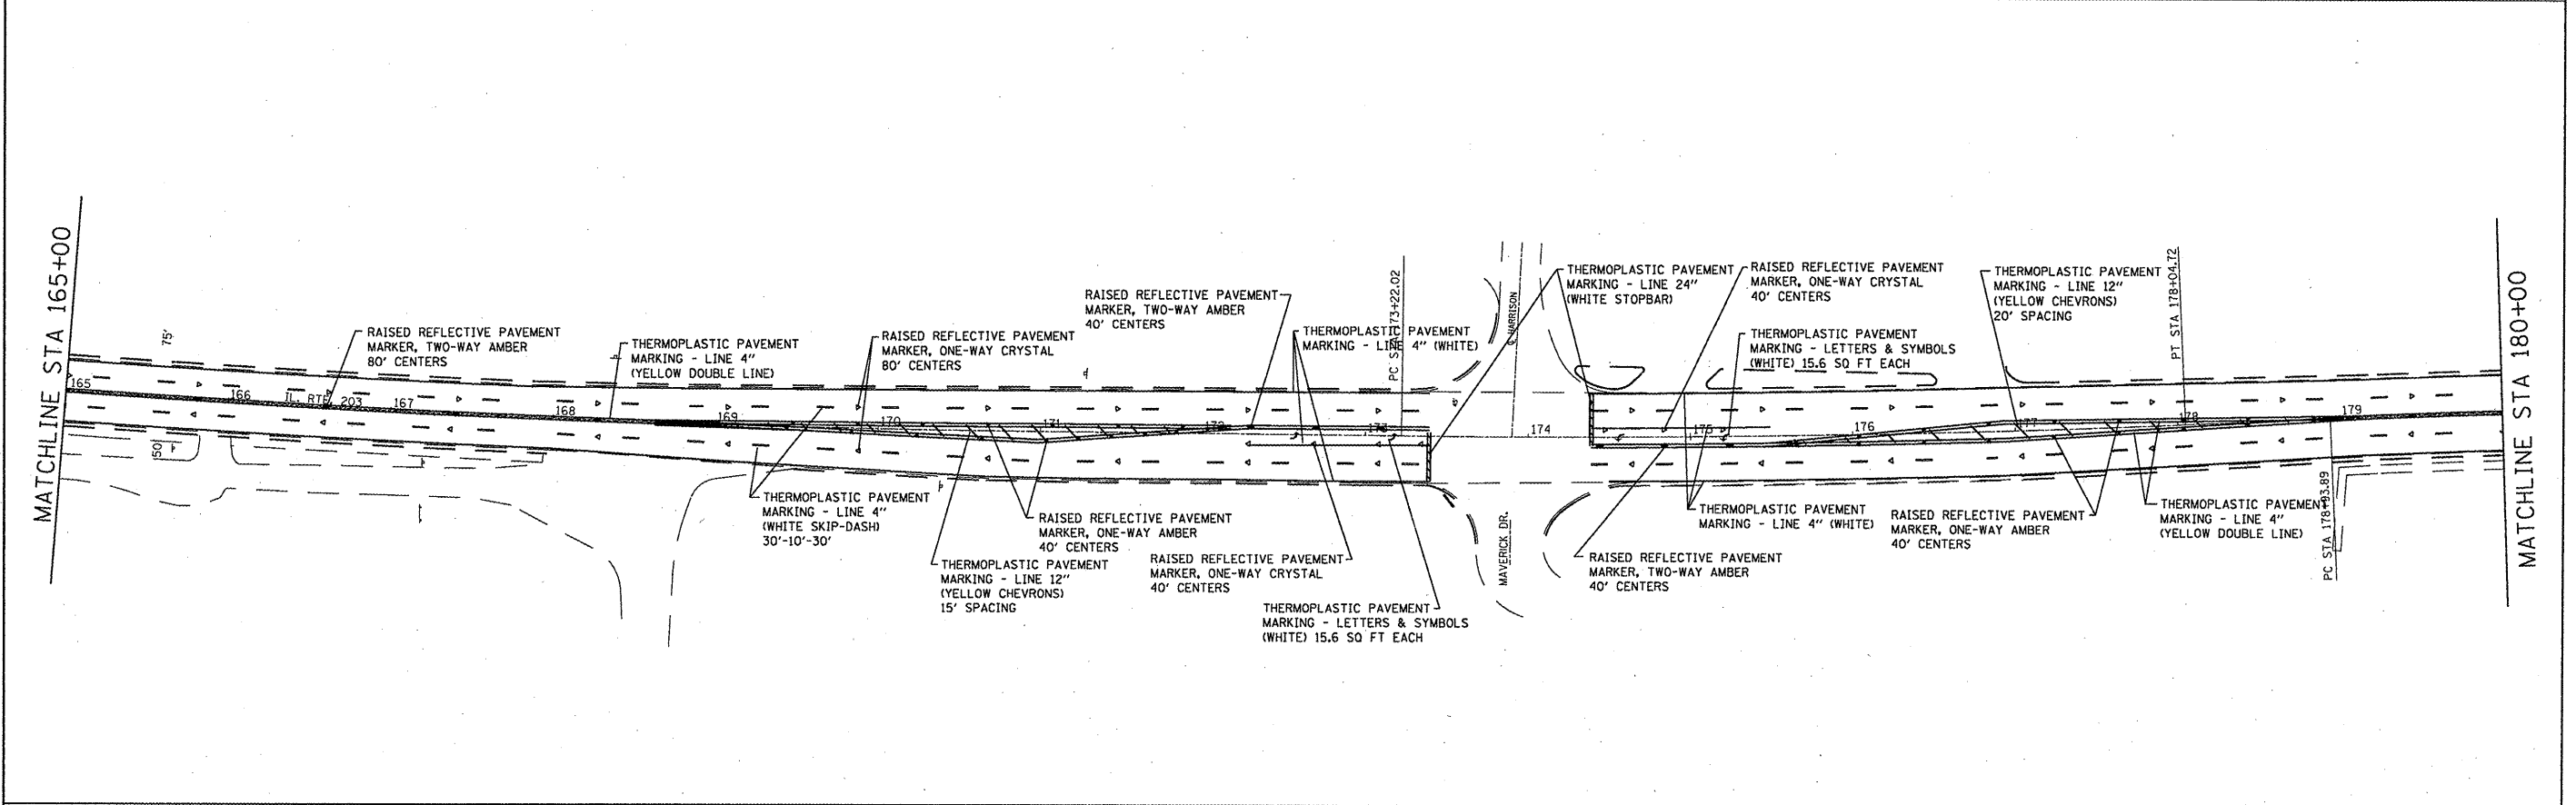 MATCHLINE STA 165+00
75'
50'
165
166
IL. RTE 203
167
168
169
170
171
172
173
174
175
176
177
178
179
RAISED REFLECTIVE PAVEMENT
MARKER, TWO-WAY AMBER
80' CENTERS
THERMOPLASTIC PAVEMENT
MARKING - LINE 4"
(YELLOW DOUBLE LINE)
RAISED REFLECTIVE PAVEMENT
MARKER, ONE-WAY CRYSTAL
80' CENTERS
RAISED REFLECTIVE PAVEMENT
MARKER, TWO-WAY AMBER
40' CENTERS
THERMOPLASTIC PAVEMENT
MARKING - LINE 4" (WHITE)
PC STA 173+22.02
HARRISON
THERMOPLASTIC PAVEMENT
MARKING - LINE 24"
(WHITE STOPBAR)
RAISED REFLECTIVE PAVEMENT
MARKER, ONE-WAY CRYSTAL
40' CENTERS
THERMOPLASTIC PAVEMENT
MARKING - LETTERS & SYMBOLS
(WHITE) 15.6 SQ FT EACH
THERMOPLASTIC PAVEMENT
MARKING - LINE 12"
(YELLOW CHEVRONS)
20' SPACING
PT STA 178+04.72
THERMOPLASTIC PAVEMENT
MARKING - LINE 4"
(WHITE SKIP-DASH)
30'-10'-30'
THERMOPLASTIC PAVEMENT
MARKING - LINE 12"
(YELLOW CHEVRONS)
15' SPACING
RAISED REFLECTIVE PAVEMENT
MARKER, ONE-WAY AMBER
40' CENTERS
RAISED REFLECTIVE PAVEMENT
MARKER, ONE-WAY CRYSTAL
40' CENTERS
THERMOPLASTIC PAVEMENT
MARKING - LETTERS & SYMBOLS
(WHITE) 15.6 SQ FT EACH
MAVERICK DR.
RAISED REFLECTIVE PAVEMENT
MARKER, TWO-WAY AMBER
40' CENTERS
THERMOPLASTIC PAVEMENT
MARKING - LINE 4" (WHITE)
RAISED REFLECTIVE PAVEMENT
MARKER, ONE-WAY AMBER
40' CENTERS
THERMOPLASTIC PAVEMENT
MARKING - LINE 4"
(YELLOW DOUBLE LINE)
PC STA 178+93.89
MATCHLINE STA 180+00